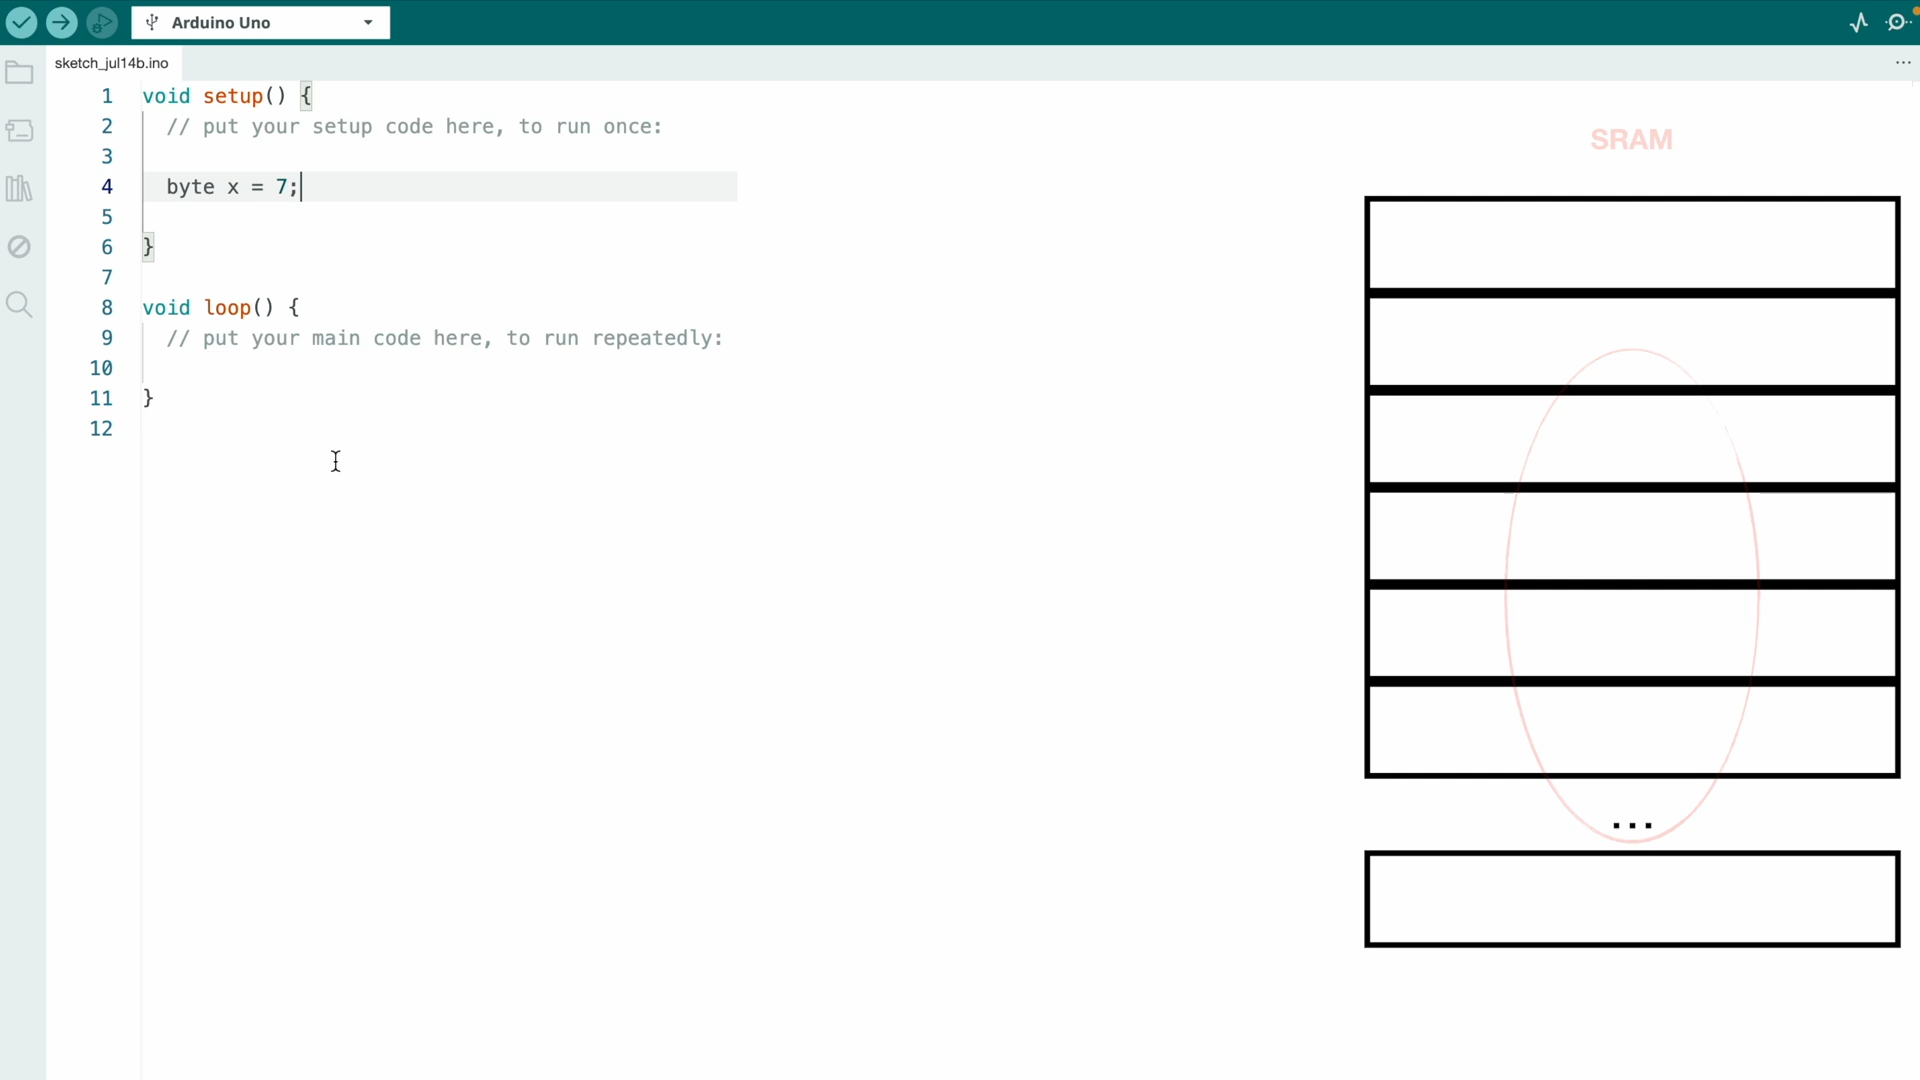 Arduino Uno
sketch_jul14b.ino
1 void setup() {
2 // put your setup code here, to run once:
3
4 byte x = 7;
5
6 }
7
8 void loop() {
9 // put your main code here, to run repeatedly:
10
11 }
12
SRAM
...